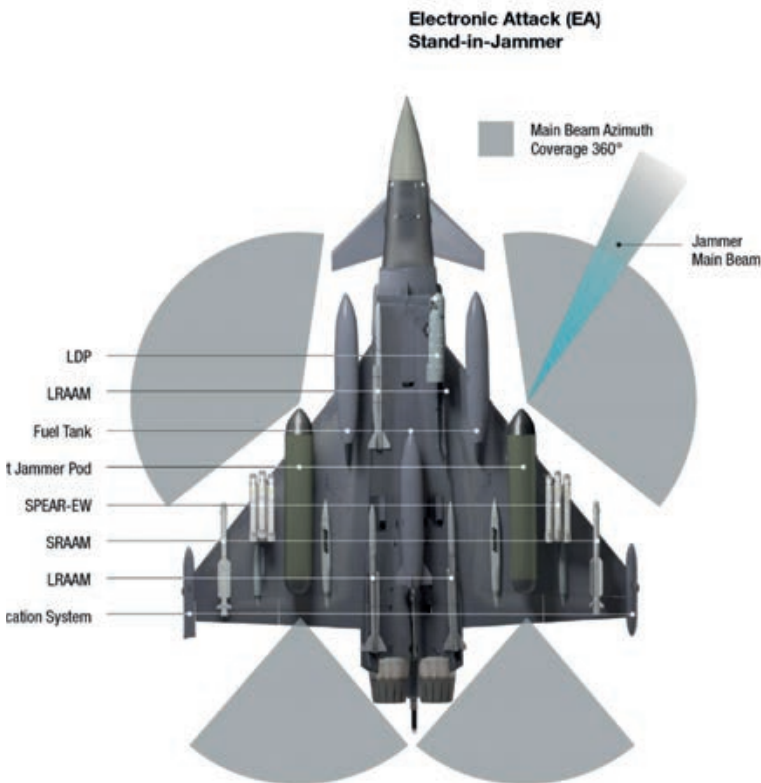 Electronic Attack (EA)
Stand-in-Jammer
Main Beam Azimuth
Coverage 360°
Jammer
Main Beam
LDP
LRAAM
Fuel Tank
t Jammer Pod
SPEAR-EW
SRAAM
LRAAM
cation System